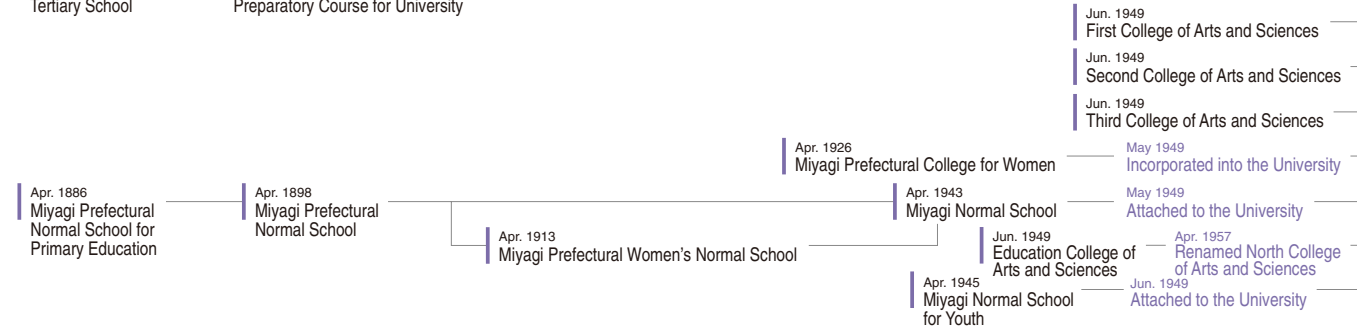 Tertiary School
Preparatory Course for University
Jun. 1949
First College of Arts and Sciences
Jun. 1949
Second College of Arts and Sciences
Jun. 1949
Third College of Arts and Sciences
Apr. 1926
Miyagi Prefectural College for Women
May 1949
Incorporated into the University
Apr. 1886
Miyagi Prefectural
Normal School for
Primary Education
Apr. 1898
Miyagi Prefectural
Normal School
Apr. 1943
Miyagi Normal School
May 1949
Attached to the University
Apr. 1913
Miyagi Prefectural Women's Normal School
Jun. 1949
Education College of
Arts and Sciences
Apr. 1957
Renamed North College
of Arts and Sciences
Apr. 1945
Miyagi Normal School
for Youth
Jun. 1949
Attached to the University